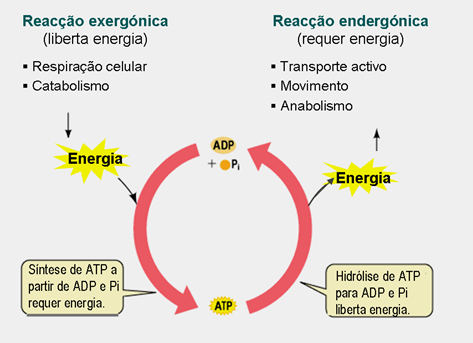 Reacção exergónica
(liberta energia)
▪ Respiração celular
▪ Catabolismo
Energia
Reacção endergónica
(requer energia)
▪ Transporte activo
▪ Movimento
▪ Anabolismo
Energia
ADP
+ Pi
ATP
Síntese de ATP a
partir de ADP e Pi
requer energia.
Hidrólise de ATP
para ADP e Pi
liberta energia.